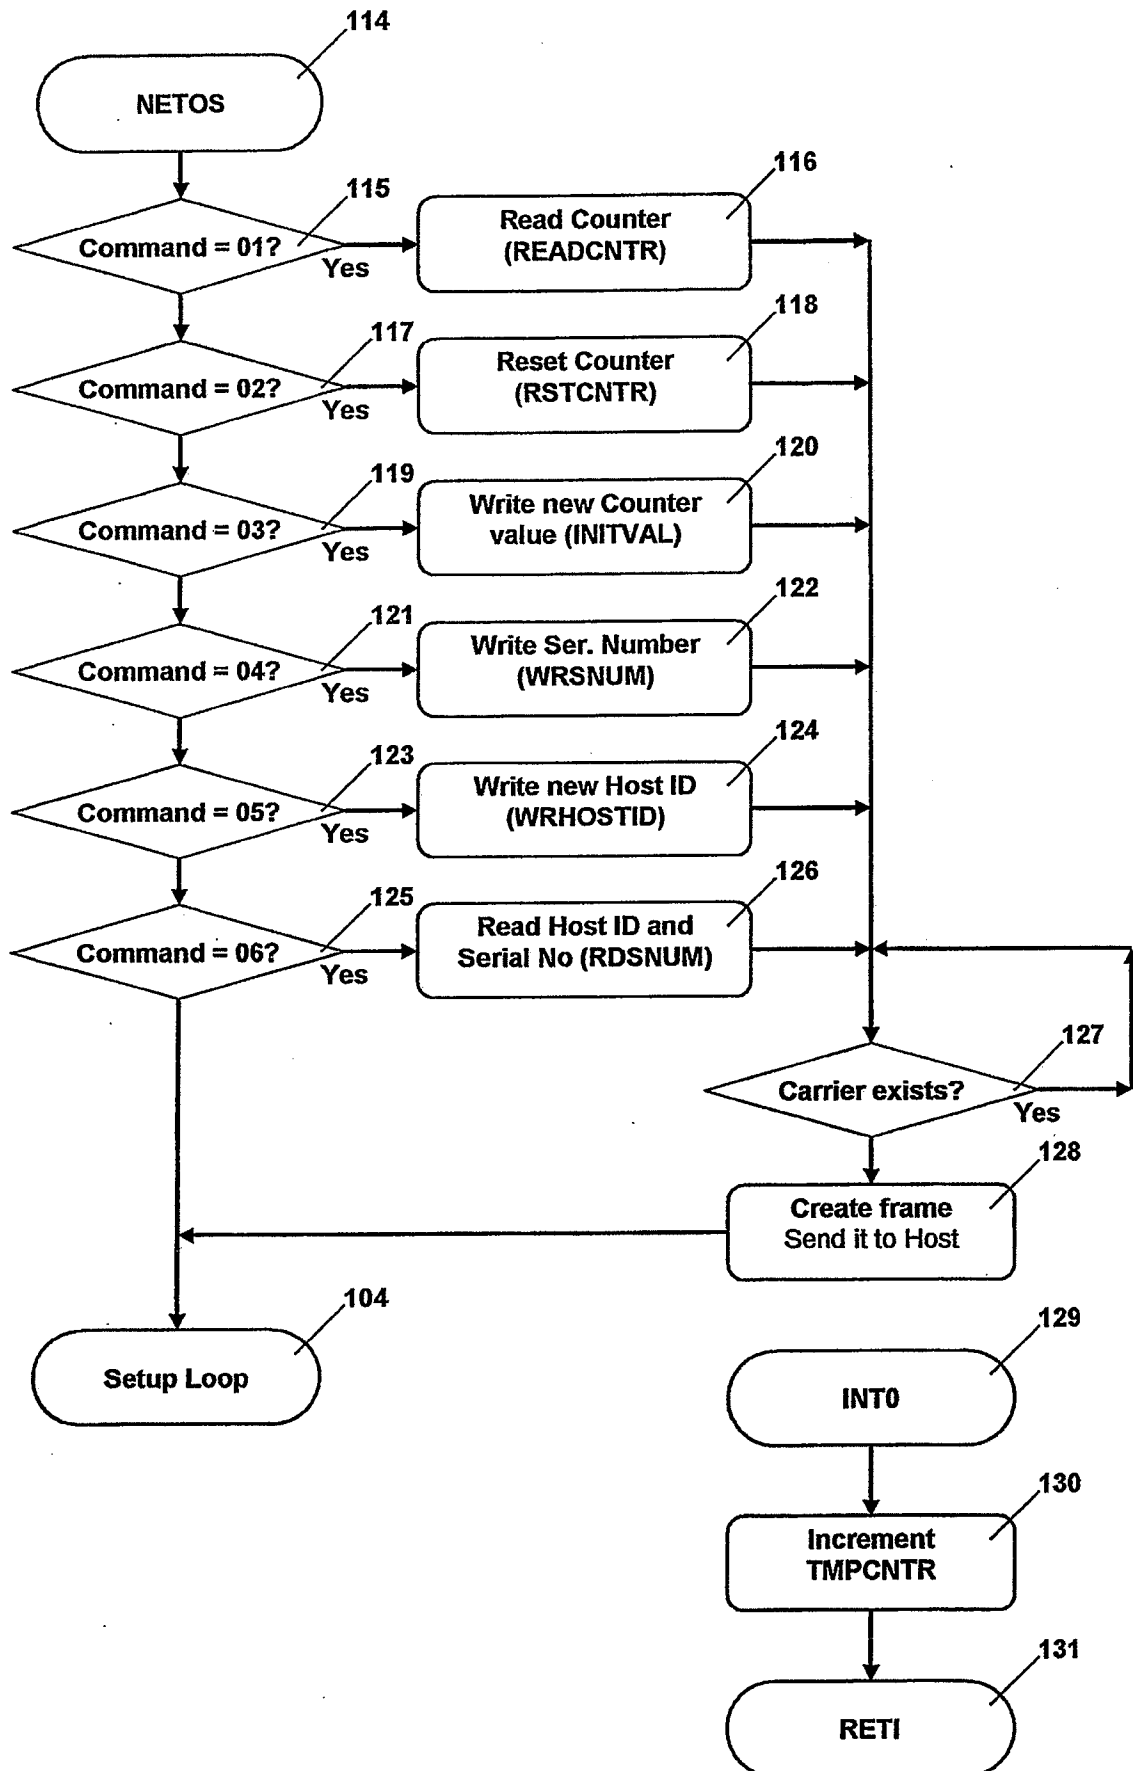 114
NETOS
115
116
Command = 01?
Yes
Read Counter
(READCNTR)
117
118
Command = 02?
Yes
Reset Counter
(RSTCNTR)
119
120
Command = 03?
Yes
Write new Counter
value (INITVAL)
121
122
Command = 04?
Yes
Write Ser. Number
(WRSNUM)
123
124
Command = 05?
Yes
Write new Host ID
(WRHOSTID)
125
126
Command = 06?
Yes
Read Host ID and
Serial No (RDSNUM)
127
Carrier exists?
Yes
128
Create frame
Send it to Host
104
Setup Loop
129
INT0
130
Increment
TMPCNTR
131
RETI